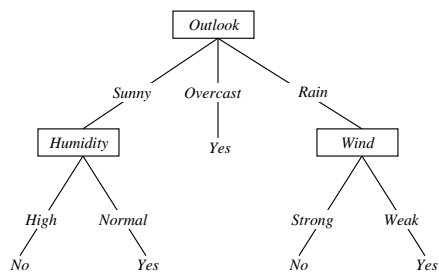 Outlook
Sunny Overcast Rain
Humidity Yes Wind
High Normal Strong Weak
No Yes No Yes